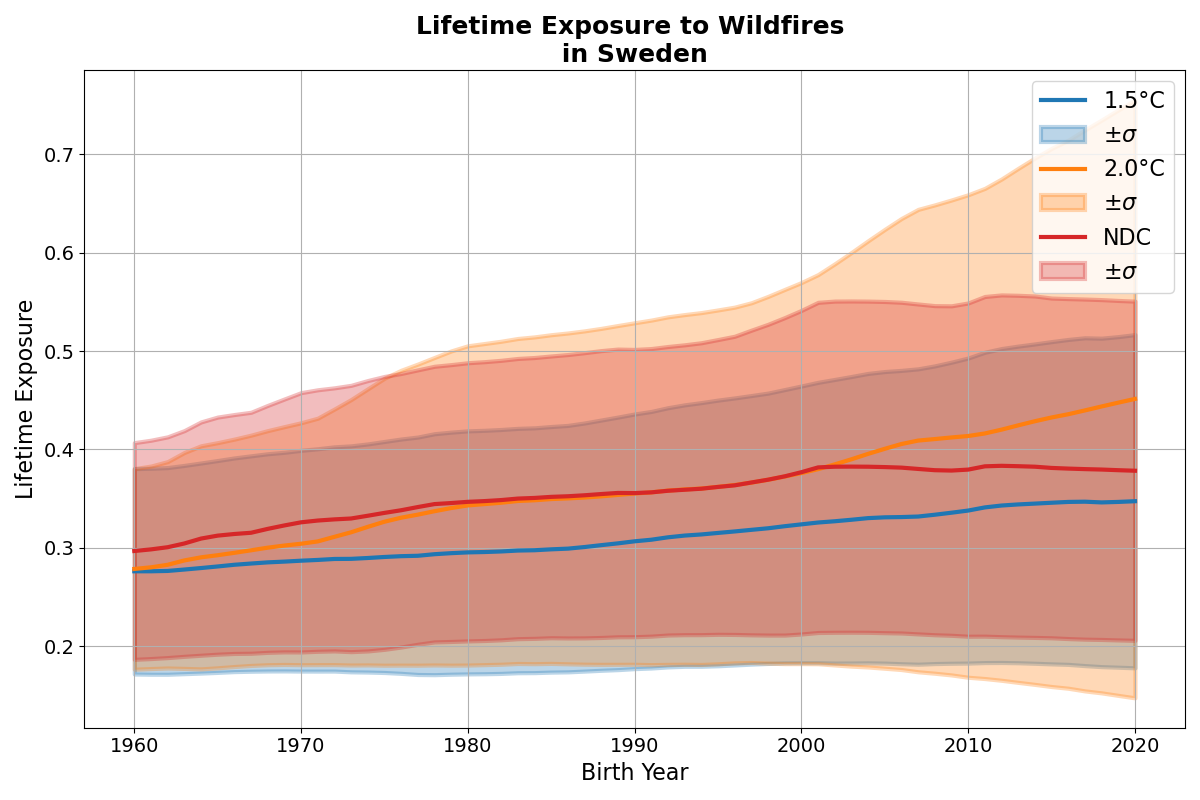 Lifetime Exposure to Wildfires
in Sweden
1.5°C
±σ
2.0°C
±σ
NDC
±σ
Lifetime Exposure
0.7
0.6
0.5
0.4
0.3
0.2
1960 1970 1980 1990 2000 2010 2020
Birth Year